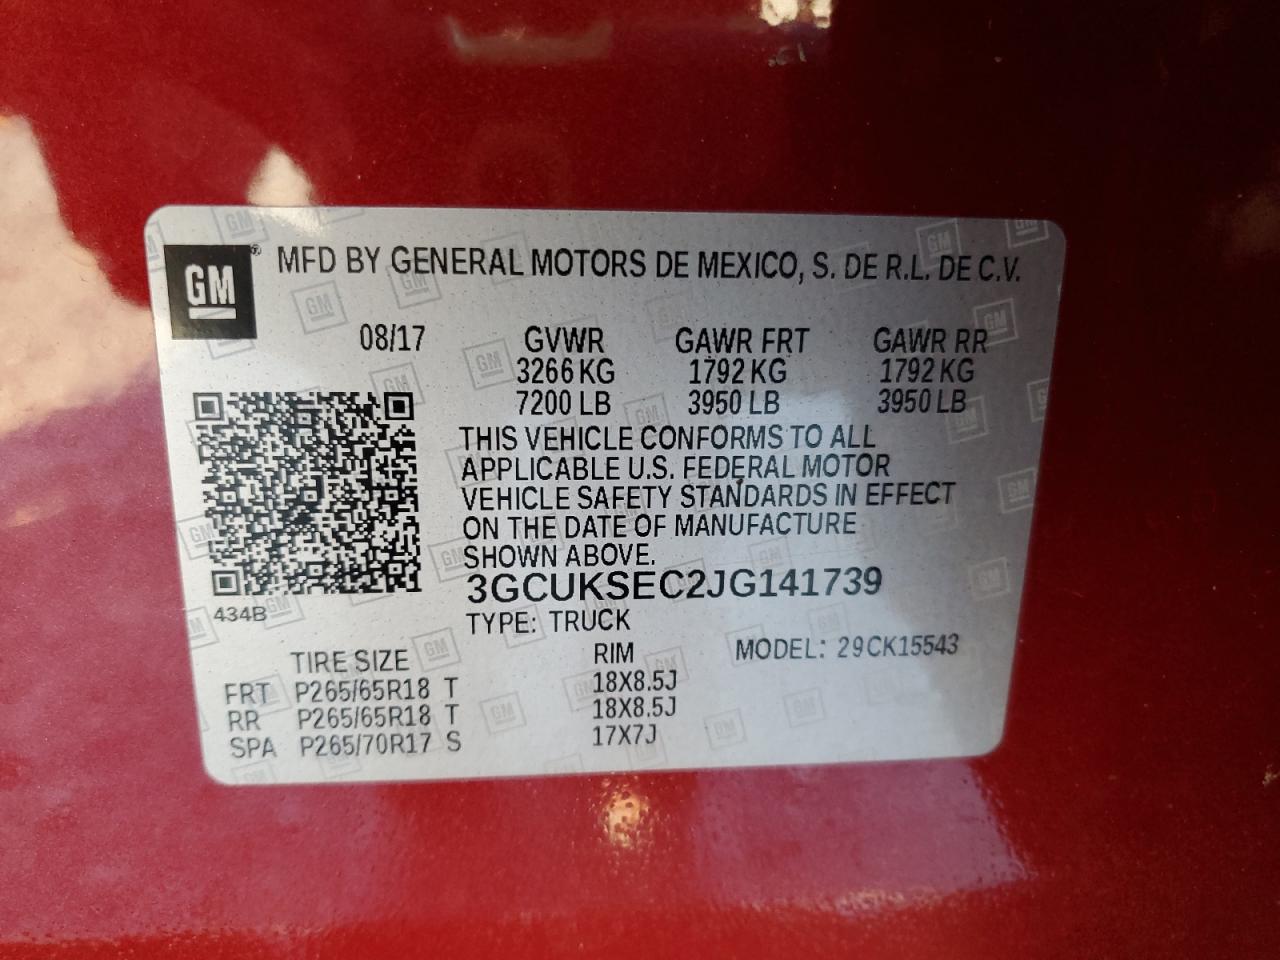 GM® MFD BY GENERAL MOTORS DE MEXICO, S. DE R.L. DE C.V.
08/17 GVWR GAWR FRT GAWR RR
3266 KG 1792 KG 1792 KG
7200 LB 3950 LB 3950 LB
THIS VEHICLE CONFORMS TO ALL
APPLICABLE U.S. FEDERAL MOTOR
VEHICLE SAFETY STANDARDS IN EFFECT
ON THE DATE OF MANUFACTURE
SHOWN ABOVE.
3GCUKSEC2JG141739
434B
TYPE: TRUCK
MODEL: 29CK15543
TIRE SIZE RIM
FRT P265/65R18 T 18X8.5J
RR P265/65R18 T 18X8.5J
SPA P265/70R17 S 17X7J